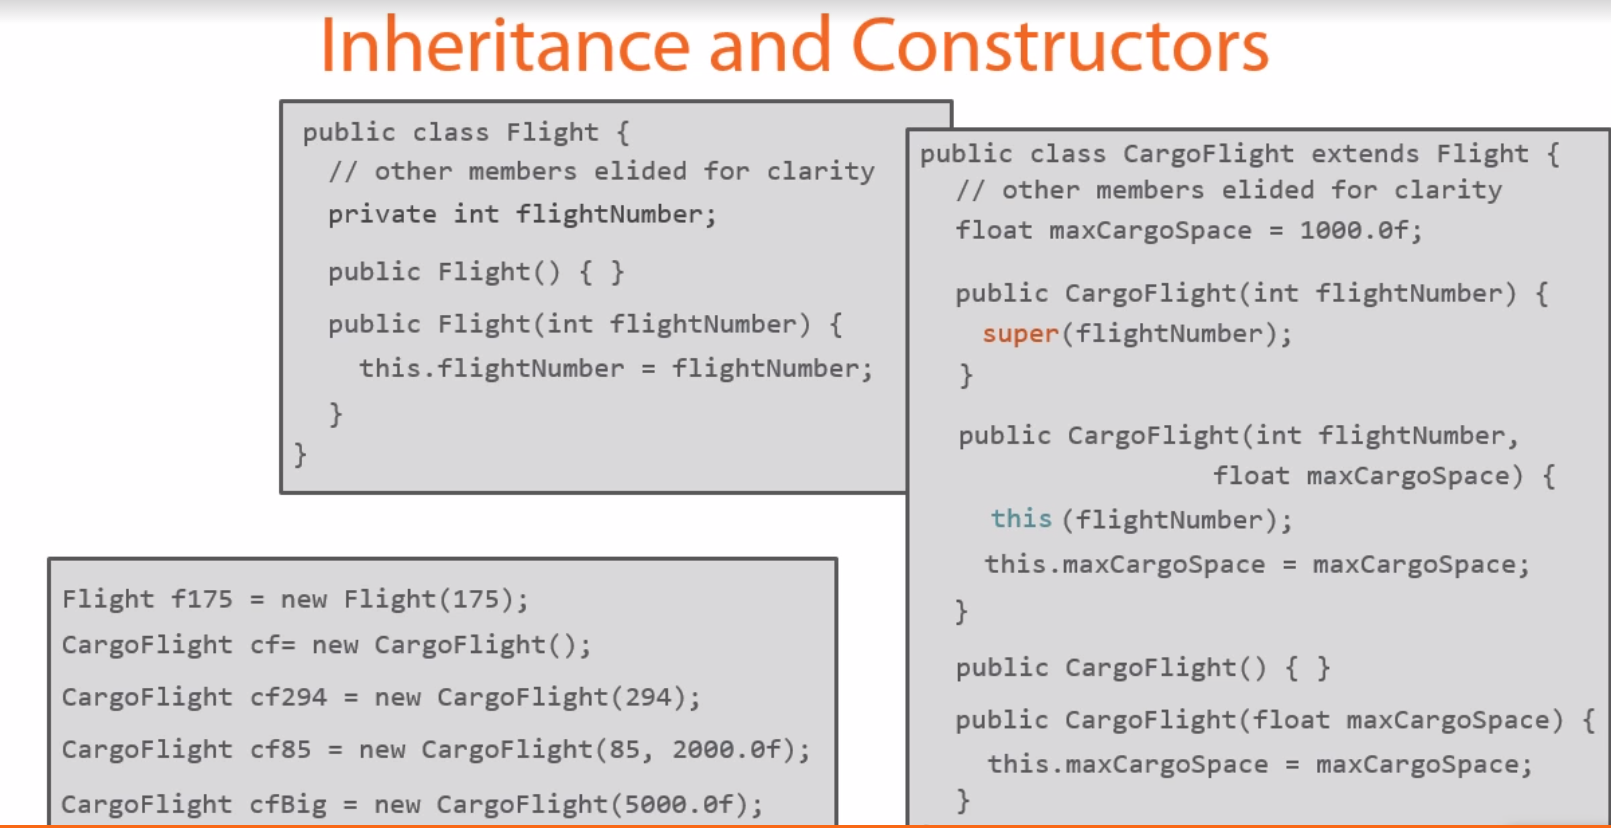 Inheritance and Constructors
public class Flight {
// other members elided for clarity
private int flightNumber;
public Flight() { }
public Flight(int flightNumber) {
this.flightNumber = flightNumber;
}
}
public class CargoFlight extends Flight {
// other members elided for clarity
float maxCargoSpace = 1000.0f;
public CargoFlight(int flightNumber) {
super(flightNumber);
}
public CargoFlight(int flightNumber,
float maxCargoSpace) {
this (flightNumber);
this.maxCargoSpace = maxCargoSpace;
}
public CargoFlight() { }
public CargoFlight(float maxCargoSpace) {
this.maxCargoSpace = maxCargoSpace;
}
Flight f175 = new Flight(175);
CargoFlight cf= new CargoFlight();
CargoFlight cf294 = new CargoFlight(294);
CargoFlight cf85 = new CargoFlight(85, 2000.0f);
CargoFlight cfBig = new CargoFlight(5000.0f);